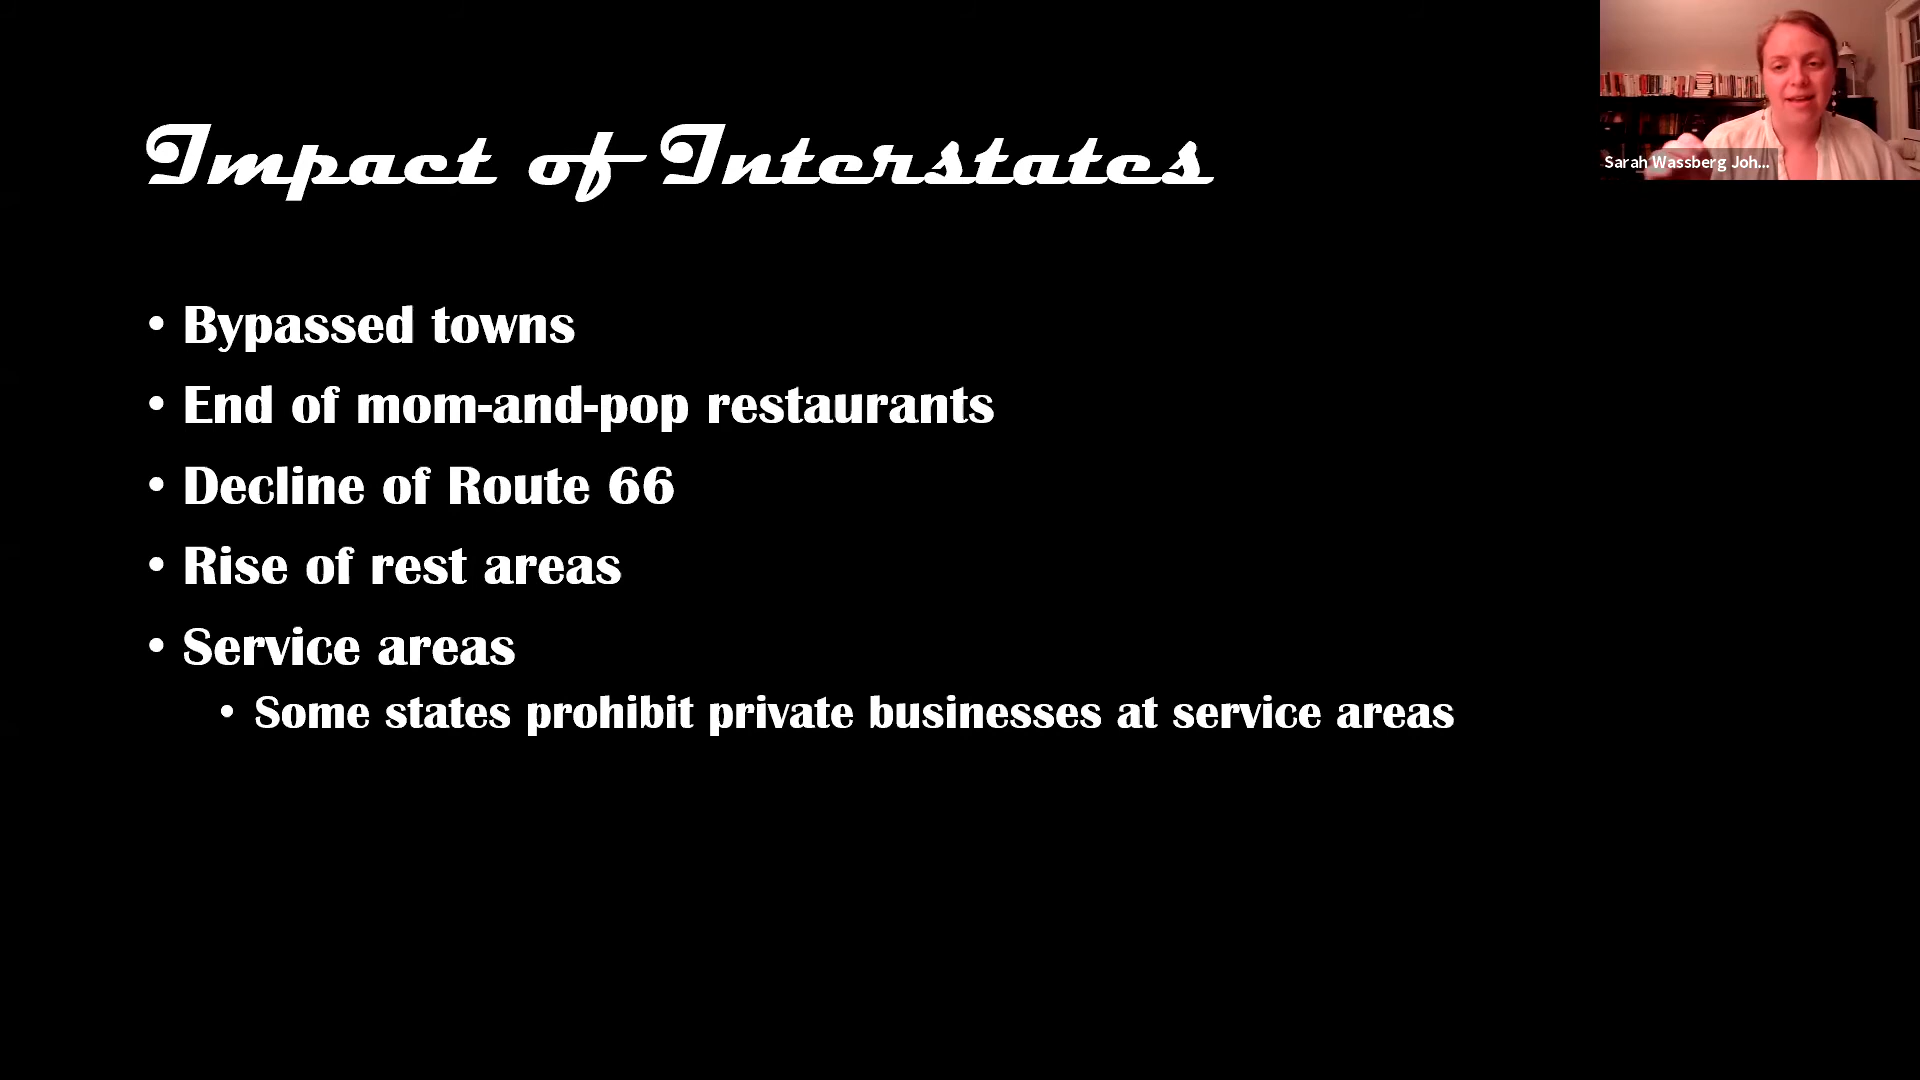 Impact of Interstates
Sarah Wassberg Joh...
• Bypassed towns
• End of mom-and-pop restaurants
• Decline of Route 66
• Rise of rest areas
• Service areas
• Some states prohibit private businesses at service areas